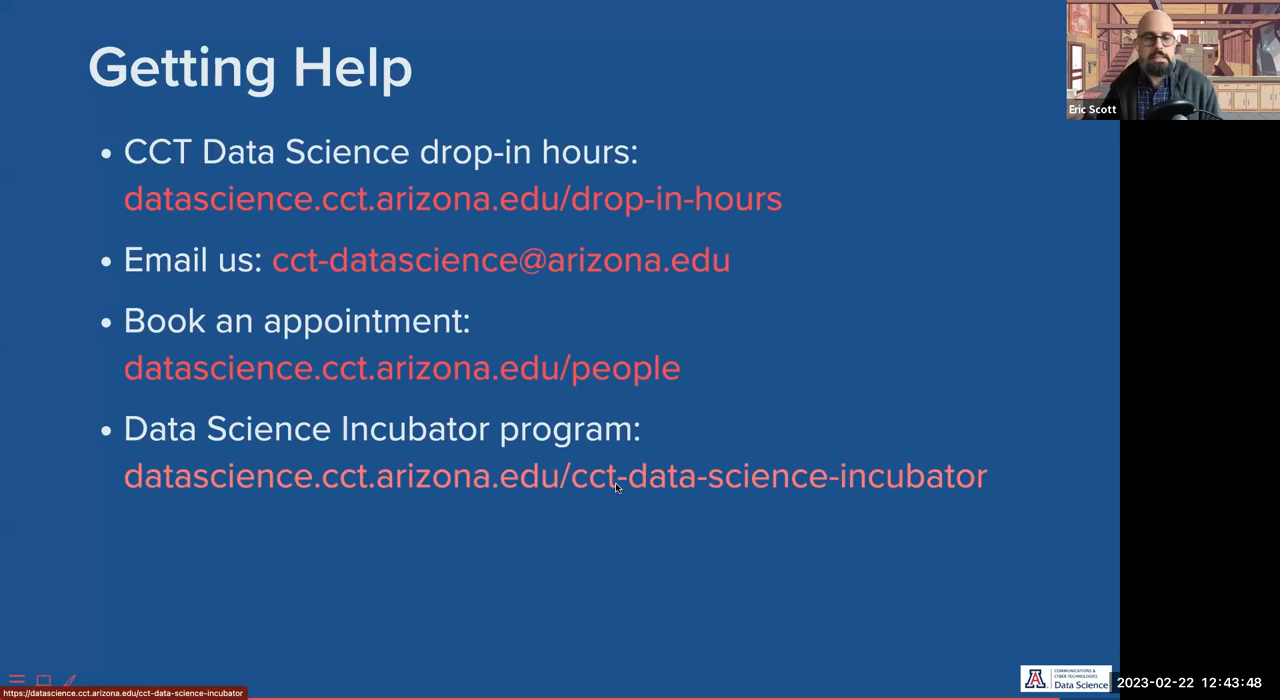 Getting Help
Eric Scott
• CCT Data Science drop-in hours:
datascience.cct.arizona.edu/drop-in-hours
• Email us: cct-datascience@arizona.edu
• Book an appointment:
datascience.cct.arizona.edu/people
• Data Science Incubator program:
datascience.cct.arizona.edu/cct-data-science-incubator
https://datascience.cct.arizona.edu/cct-data-science-incubator
A
COMMUNICATIONS &
CYBER TECHNOLOGIES
Data Science
2023-02-22 12:43:48